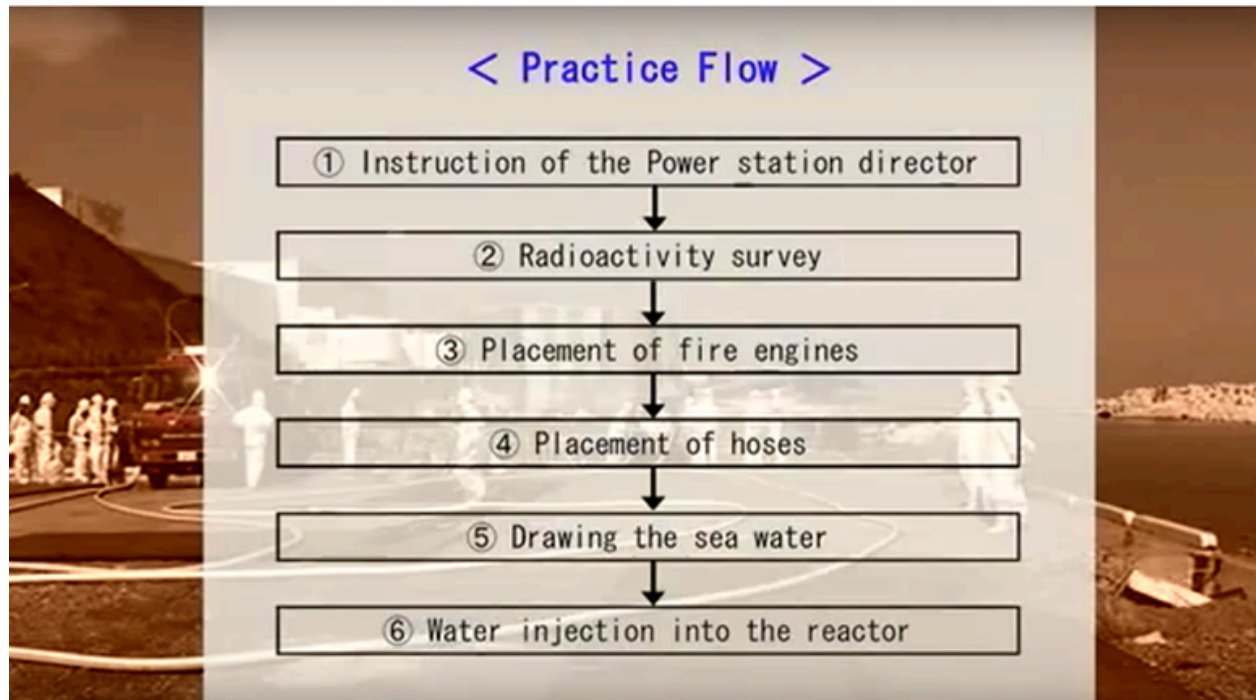 < Practice Flow >
① Instruction of the Power station director
② Radioactivity survey
③ Placement of fire engines
④ Placement of hoses
⑤ Drawing the sea water
⑥ Water injection into the reactor